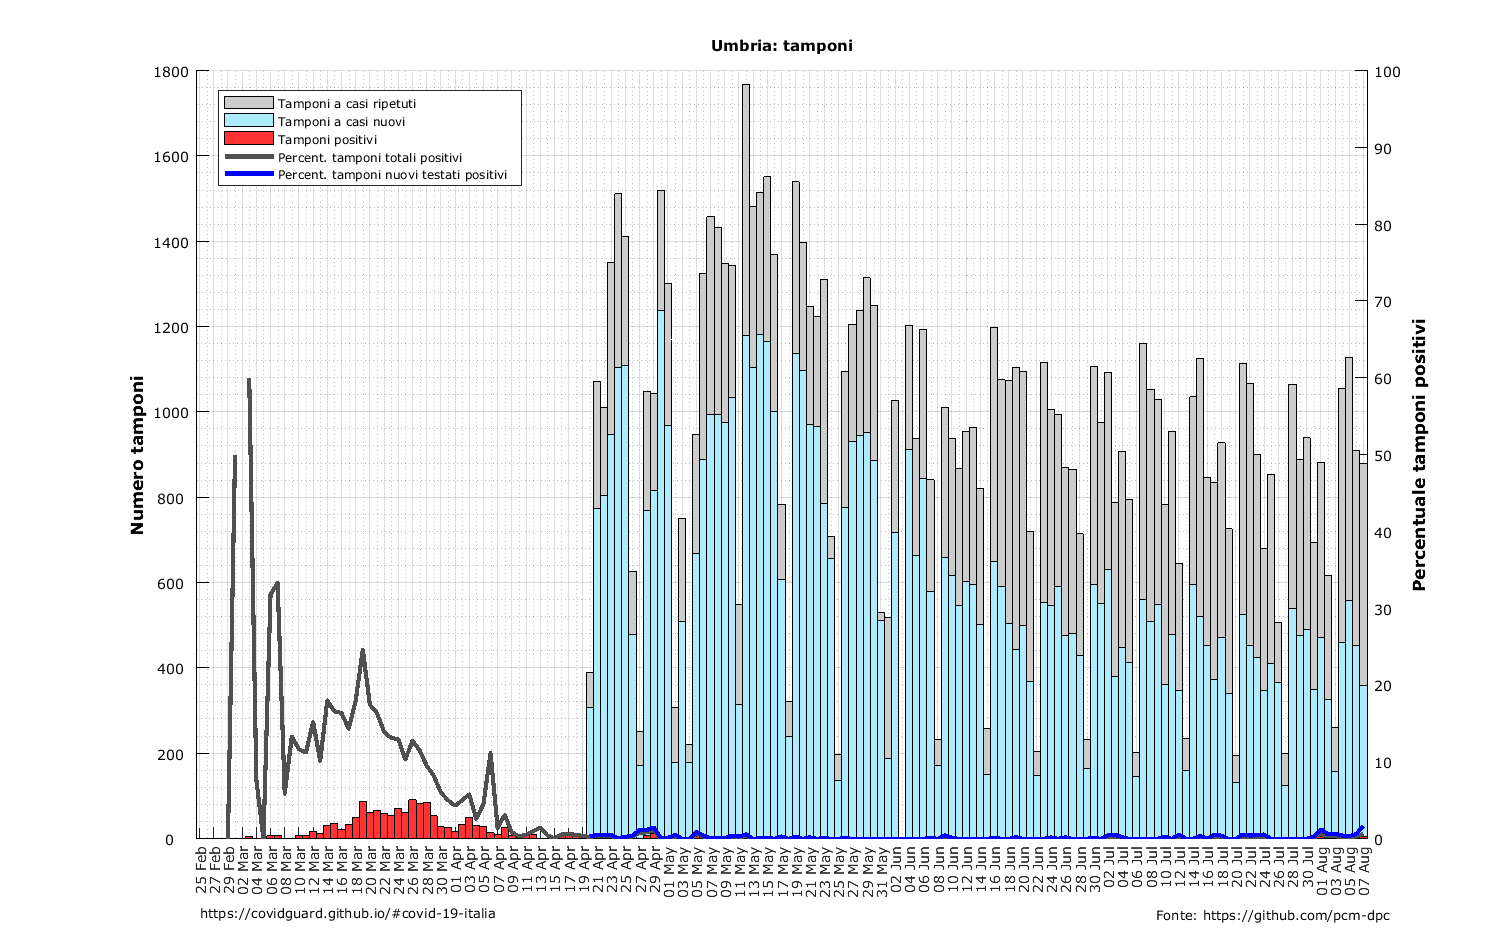 Umbria: tamponi
Tamponi a casi ripetuti
Tamponi a casi nuovi
Tamponi positivi
Percent. tamponi totali positivi
Percent. tamponi nuovi testati positivi
Numero tamponi
1800
1600
1400
1200
1000
800
600
400
200
0
Percentuale tamponi positivi
100
90
80
70
60
50
40
30
20
10
0
25 Feb
27 Feb
29 Feb
02 Mar
04 Mar
06 Mar
08 Mar
10 Mar
12 Mar
14 Mar
16 Mar
18 Mar
20 Mar
22 Mar
24 Mar
26 Mar
28 Mar
30 Mar
01 Apr
03 Apr
05 Apr
07 Apr
09 Apr
11 Apr
13 Apr
15 Apr
17 Apr
19 Apr
21 Apr
23 Apr
25 Apr
27 Apr
29 Apr
01 May
03 May
05 May
07 May
09 May
11 May
13 May
15 May
17 May
19 May
21 May
23 May
25 May
27 May
29 May
31 May
02 Jun
04 Jun
06 Jun
08 Jun
10 Jun
12 Jun
14 Jun
16 Jun
18 Jun
20 Jun
22 Jun
24 Jun
26 Jun
28 Jun
30 Jun
02 Jul
04 Jul
06 Jul
08 Jul
10 Jul
12 Jul
14 Jul
16 Jul
18 Jul
20 Jul
22 Jul
24 Jul
26 Jul
28 Jul
30 Jul
01 Aug
03 Aug
05 Aug
07 Aug
https://covidguard.github.io/#covid-19-italia
Fonte: https://github.com/pcm-dpc